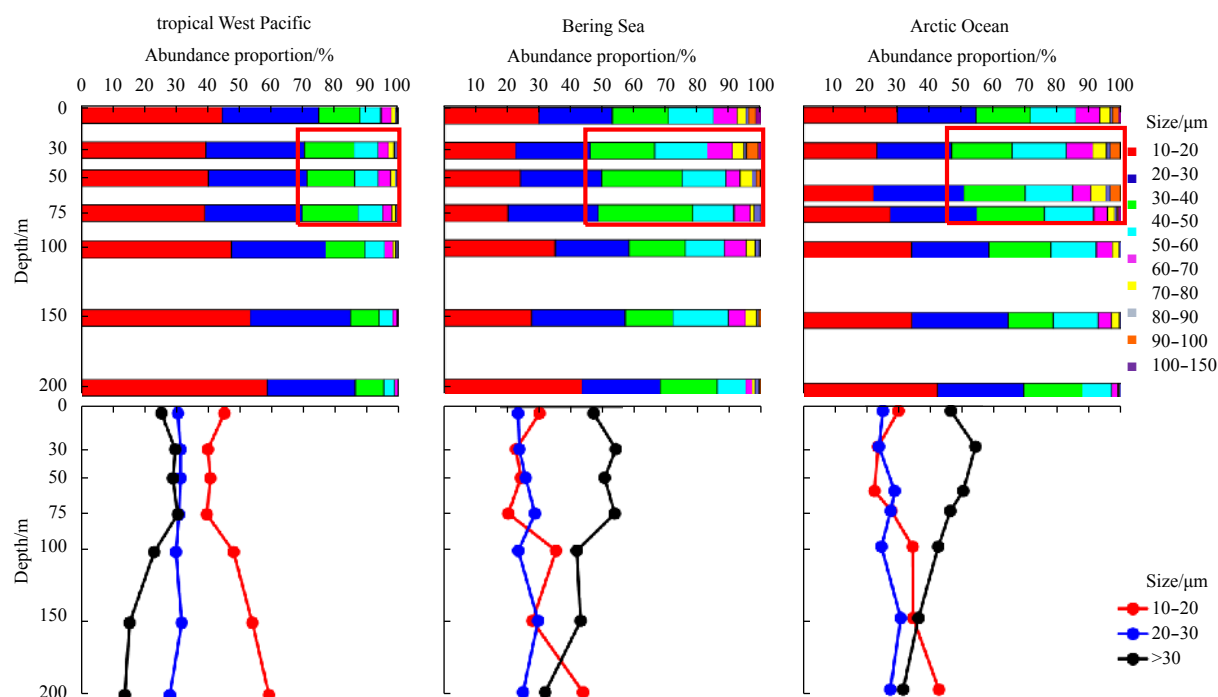 tropical West Pacific
Bering Sea
Arctic Ocean
Abundance proportion/%
Abundance proportion/%
Abundance proportion/%
0 10 20 30 40 50 60 70 80 90 100
0 10 20 30 40 50 60 70 80 90 100
0 10 20 30 40 50 60 70 80 90 100
Depth/m
0
30
50
75
100
150
200
Size/μm
10–20
20–30
30–40
40–50
50–60
60–70
70–80
80–90
90–100
100–150
Depth/m
0
30
50
75
100
150
200
Size/μm
10–20
20–30
>30